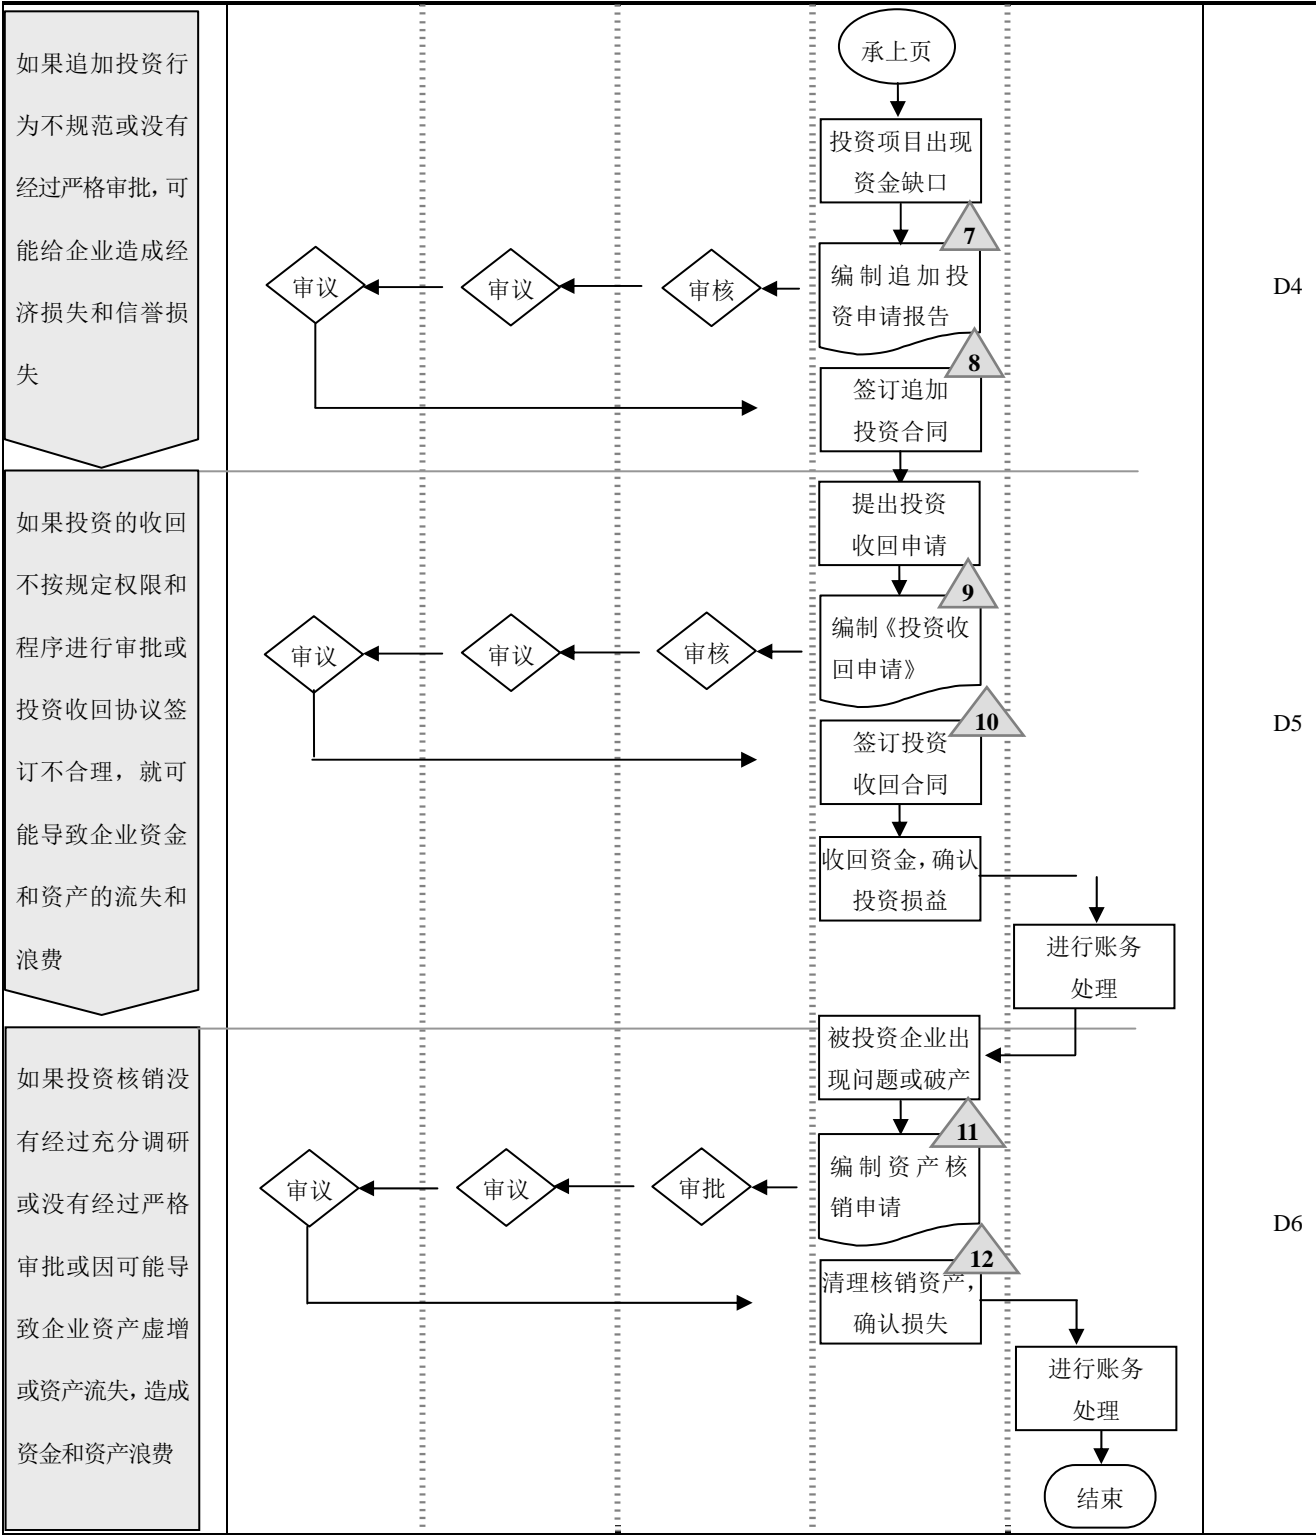 如果追加投资行
为不规范或没有
经过严格审批,可
能给企业造成经
济损失和信誉损
失
承上页
投资项目出现
资金缺口
7
编制追加投
资申请报告
审核
审议
审议
8
签订追加
投资合同
D4
如果投资的收回
不按规定权限和
程序进行审批或
投资收回协议签
订不合理，就可
能导致企业资金
和资产的流失和
浪费
提出投资
收回申请
9
编制《投资收
回申请》
审核
审议
审议
10
签订投资
收回合同
收回资金,确认
投资损益
进行账务
处理
D5
如果投资核销没
有经过充分调研
或没有经过严格
审批或因可能导
致企业资产虚增
或资产流失,造成
资金和资产浪费
被投资企业出
现问题或破产
11
编制资产核
销申请
审批
审议
审议
12
清理核销资产,
确认损失
进行账务
处理
结束
D6